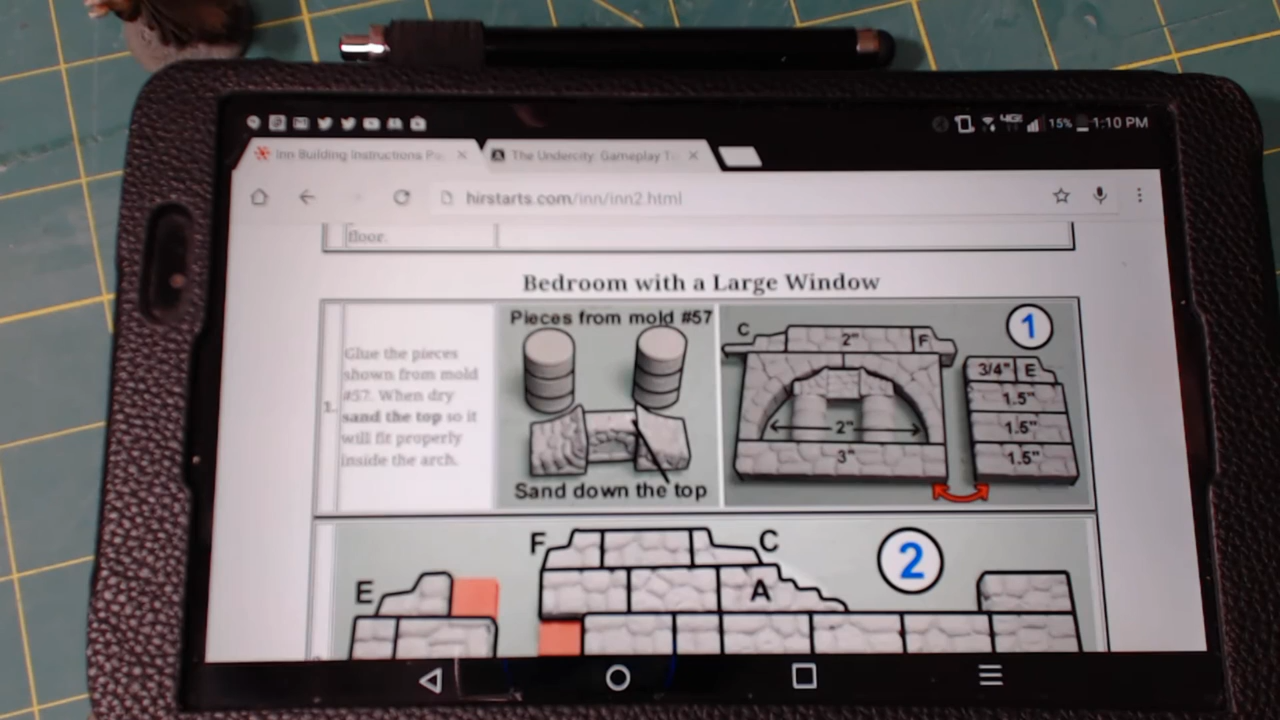 4G
15%
1:10 PM
Inn Building Instructions Pa
The Undercity: Gameplay T
hirstarts.com/inn/inn2.html
floor.
Bedroom with a Large Window
1.
Glue the pieces
shown from mold
#57. When dry
sand the top so it
will fit properly
inside the arch.
Pieces from mold #57
Sand down the top
C
2"
F
2"
3"
1
3/4"
E
1.5"
1.5"
1.5"
F
C
E
A
2